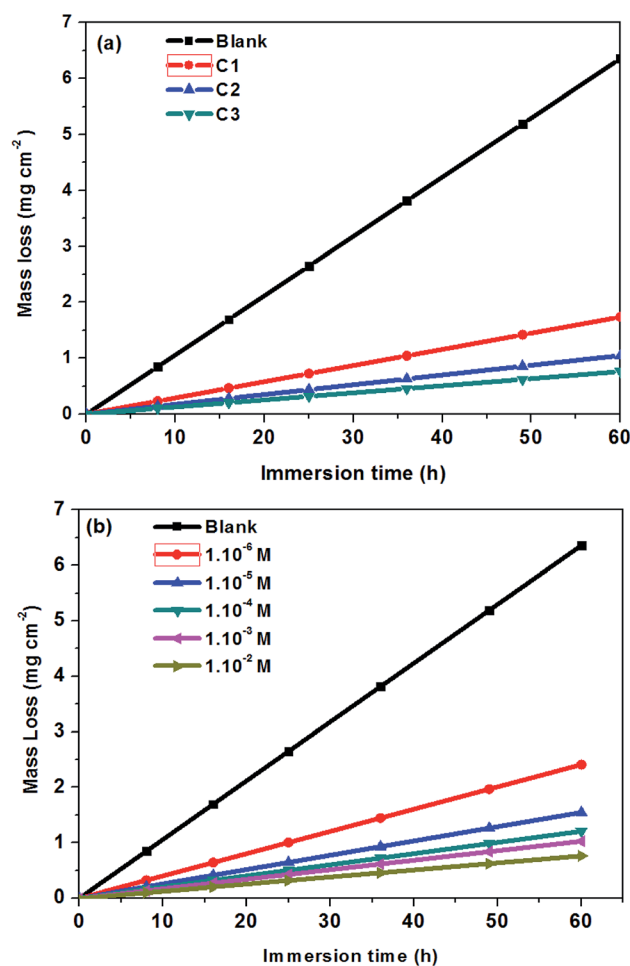 (a)
Blank
C1
C2
C3
Mass loss (mg cm⁻²)
7
6
5
4
3
2
1
0
0 10 20 30 40 50 60
Immersion time (h)
(b)
Blank
1.10⁻⁶ M
1.10⁻⁵ M
1.10⁻⁴ M
1.10⁻³ M
1.10⁻² M
Mass Loss (mg cm⁻²)
7
6
5
4
3
2
1
0
0 10 20 30 40 50 60
Immersion time (h)